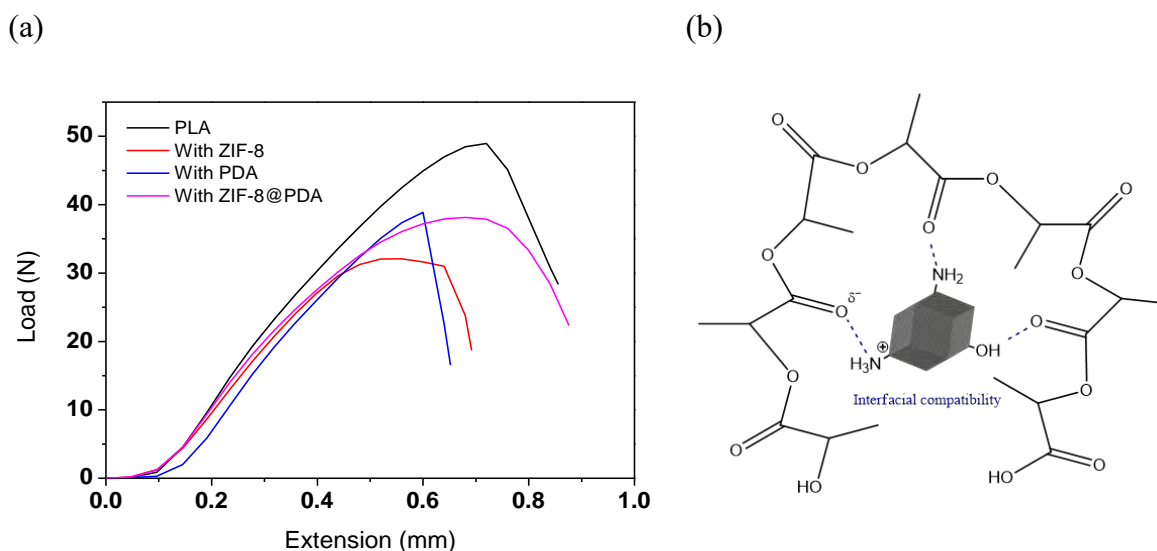 (a)
(b)
PLA
With ZIF-8
With PDA
With ZIF-8@PDA
Load (N)
50
40
30
20
10
0
0.0 0.2 0.4 0.6 0.8 1.0
Extension (mm)
O
O
O
O
O
O
O
O
O
δ−
O
NH2
H3N
⊕
OH
O
O
O
O
O
HO
HO
O
Interfacial compatibility